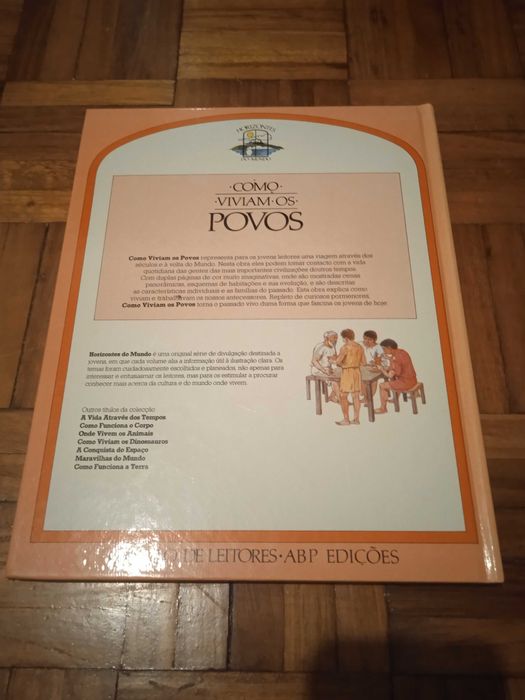 HORIZONTES
DO MUNDO
·COMO·
·VIVIAM·OS·
POVOS
Como Viviam os Povos representa para os jovens leitores uma viagem através dos
séculos e à volta do Mundo. Nesta obra eles podem tomar contacto com a vida
quotidiana das gentes das mais importantes civilizações doutros tempos.
Com duplas páginas de cor muito imaginativas, onde são mostradas cenas
panorâmicas, esquemas de habitações e sua evolução, e são descritas
as características individuais e as famílias do passado. Esta obra explica como
viviam e trabalhavam os nossos antecessores. Repleto de curiosos pormenores,
Como Viviam os Povos torna o passado vivo duma forma que fascina os jovens de hoje.
Horizontes do Mundo é uma original série de divulgação destinada a
jovens, em que cada volume alia a informação útil à ilustração clara. Os
temas foram cuidadosamente escolhidos e planeados, não apenas para
interessar e entusiasmar os leitores, mas para os estimular a procurar
conhecer mais acerca da cultura e do mundo onde vivem.
Outros títulos da colecção
A Vida Através dos Tempos
Como Funciona o Corpo
Onde Vivem os Animais
Como Viviam os Dinossauros
A Conquista do Espaço
Maravilhas do Mundo
Como Funciona a Terra
O DE LEITORES · ABP EDIÇÕES